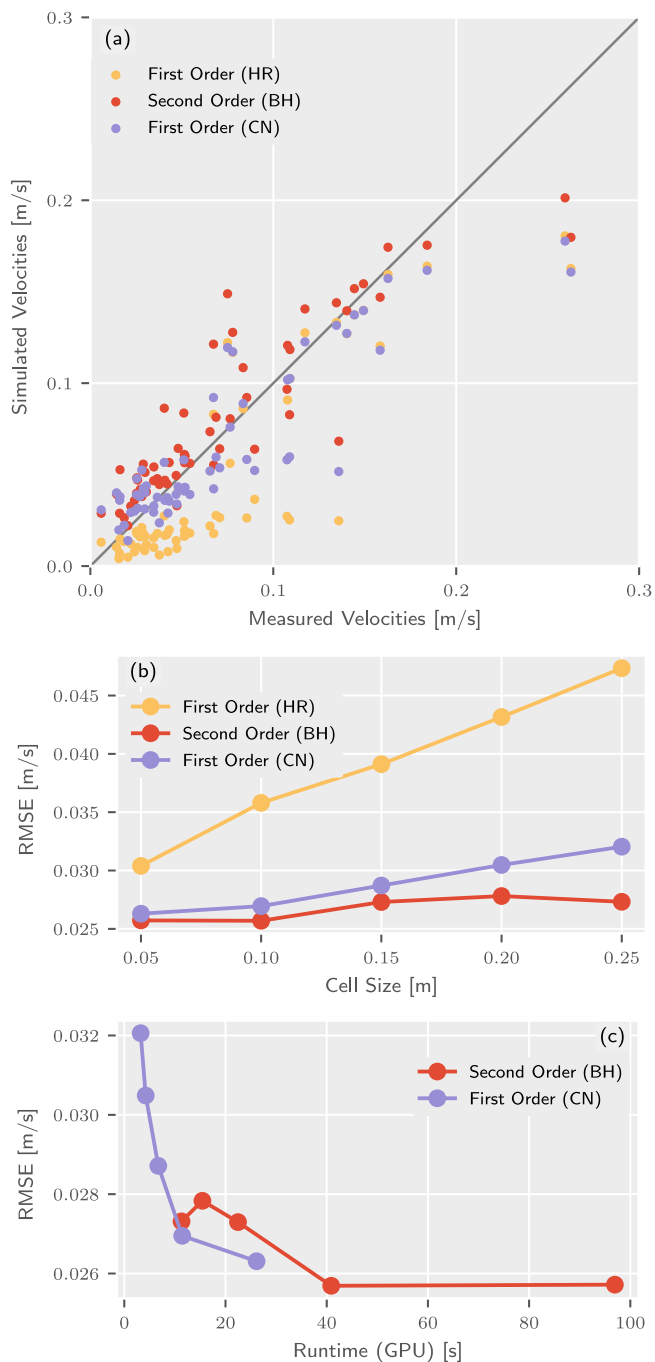 0.3
(a)
First Order (HR)
Second Order (BH)
First Order (CN)
0.2
0.1
0.0
Simulated Velocities [m/s]
0.0 0.1 0.2 0.3
Measured Velocities [m/s]
(b)
0.045
First Order (HR)
Second Order (BH)
First Order (CN)
0.040
0.035
0.030
0.025
RMSE [m/s]
0.05 0.10 0.15 0.20 0.25
Cell Size [m]
0.032
(c)
Second Order (BH)
First Order (CN)
0.030
0.028
0.026
RMSE [m/s]
0 20 40 60 80 100
Runtime (GPU) [s]